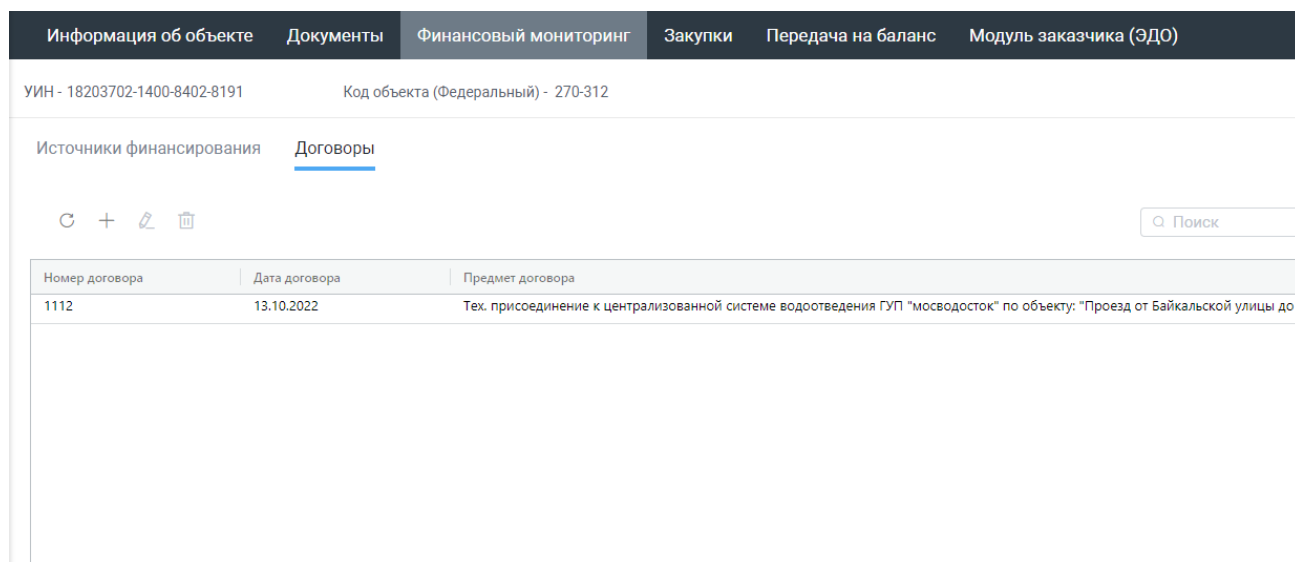 Информация об объекте Документы Финансовый мониторинг Закупки Передача на баланс Модуль заказчика (ЭДО)
УИН - 18203702-1400-8402-8191 Код объекта (Федеральный) - 270-312
Источники финансирования Договоры
Поиск
Номер договора Дата договора Предмет договора
1112 13.10.2022 Тех. присоединение к централизованной системе водоотведения ГУП "мосводосток" по объекту: "Проезд от Байкальской улицы до